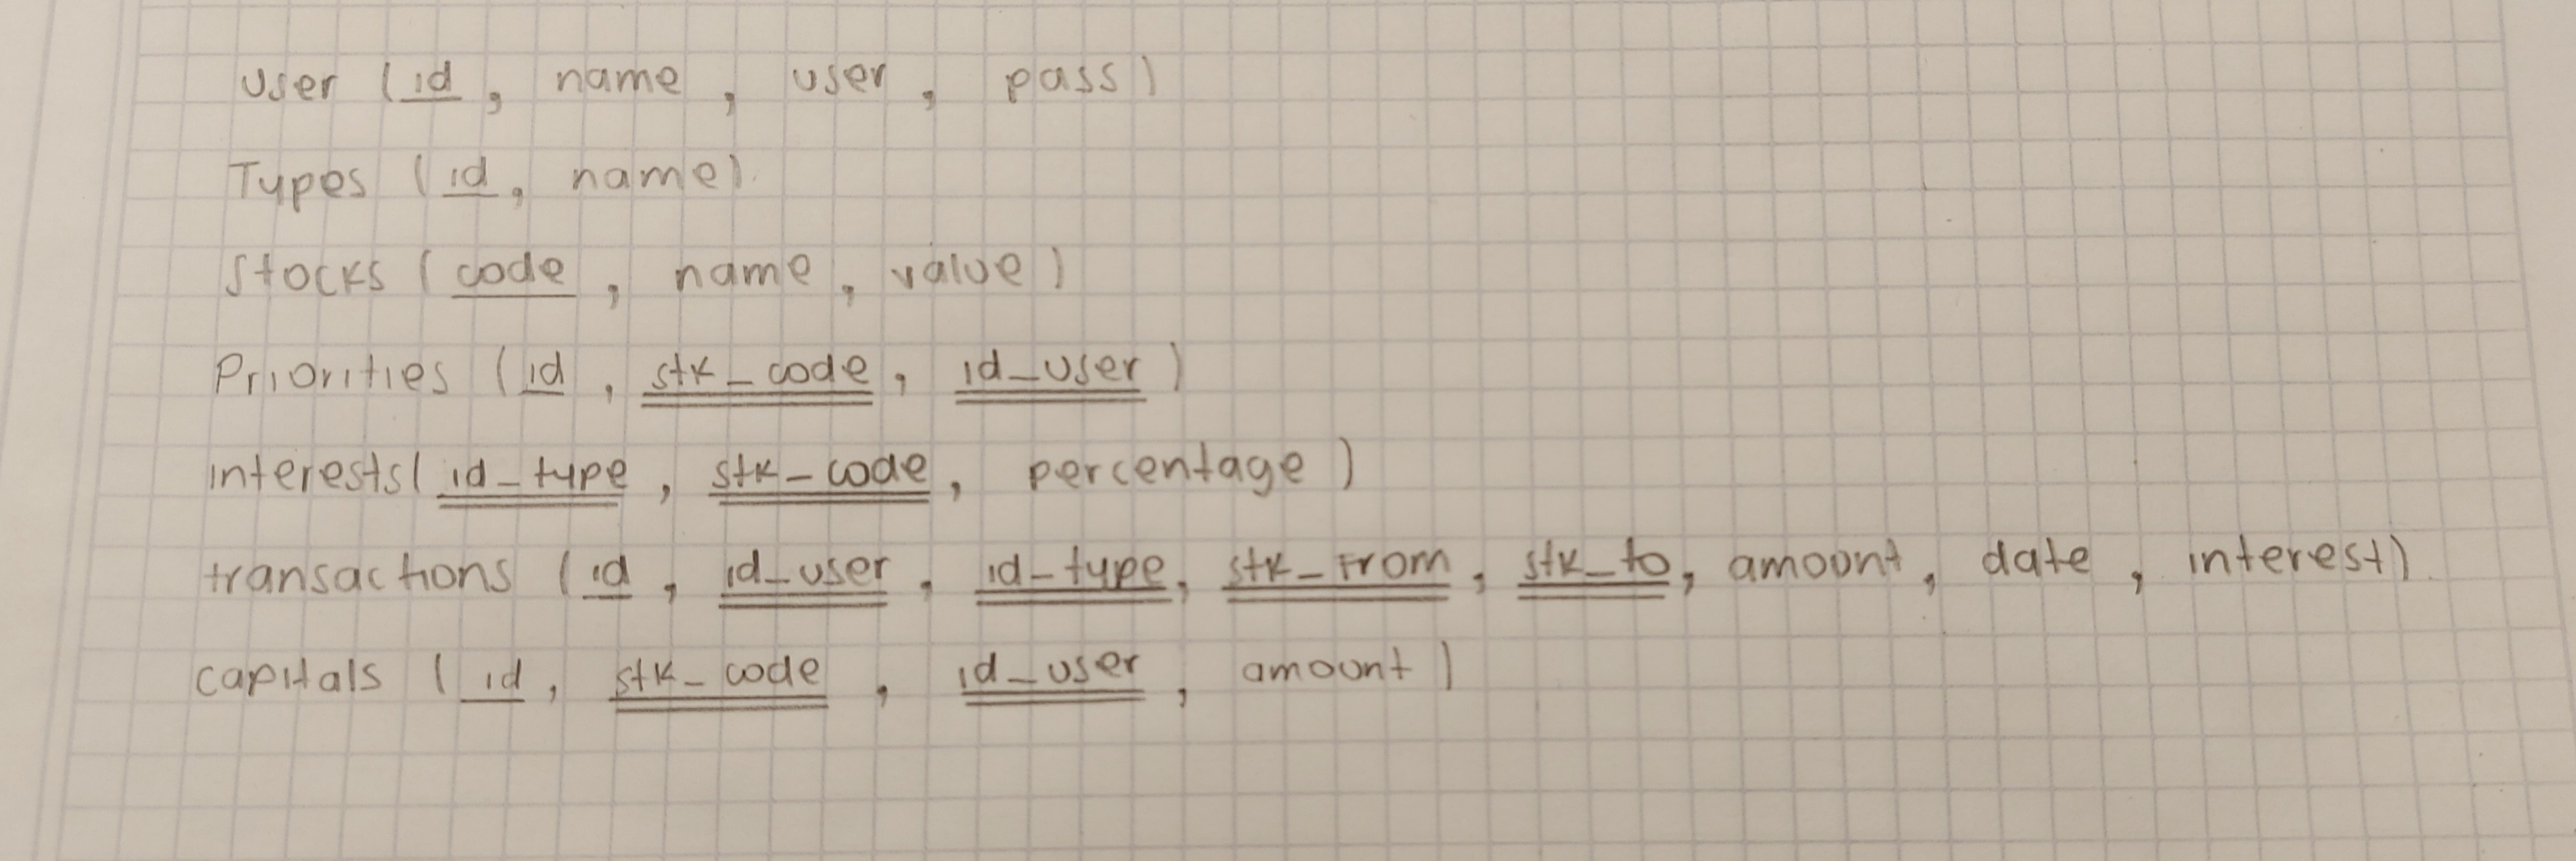 User (id, name, user, pass)
Types (id, name)
Stocks (code, name, value)
Priorities (id, stk_code, id_user)
interests( id_type, stk_code, percentage )
transactions (id, id_user, id_type, stk_from, stk_to, amount, date, interest)
capitals ( id, stk_code, id_user, amount )